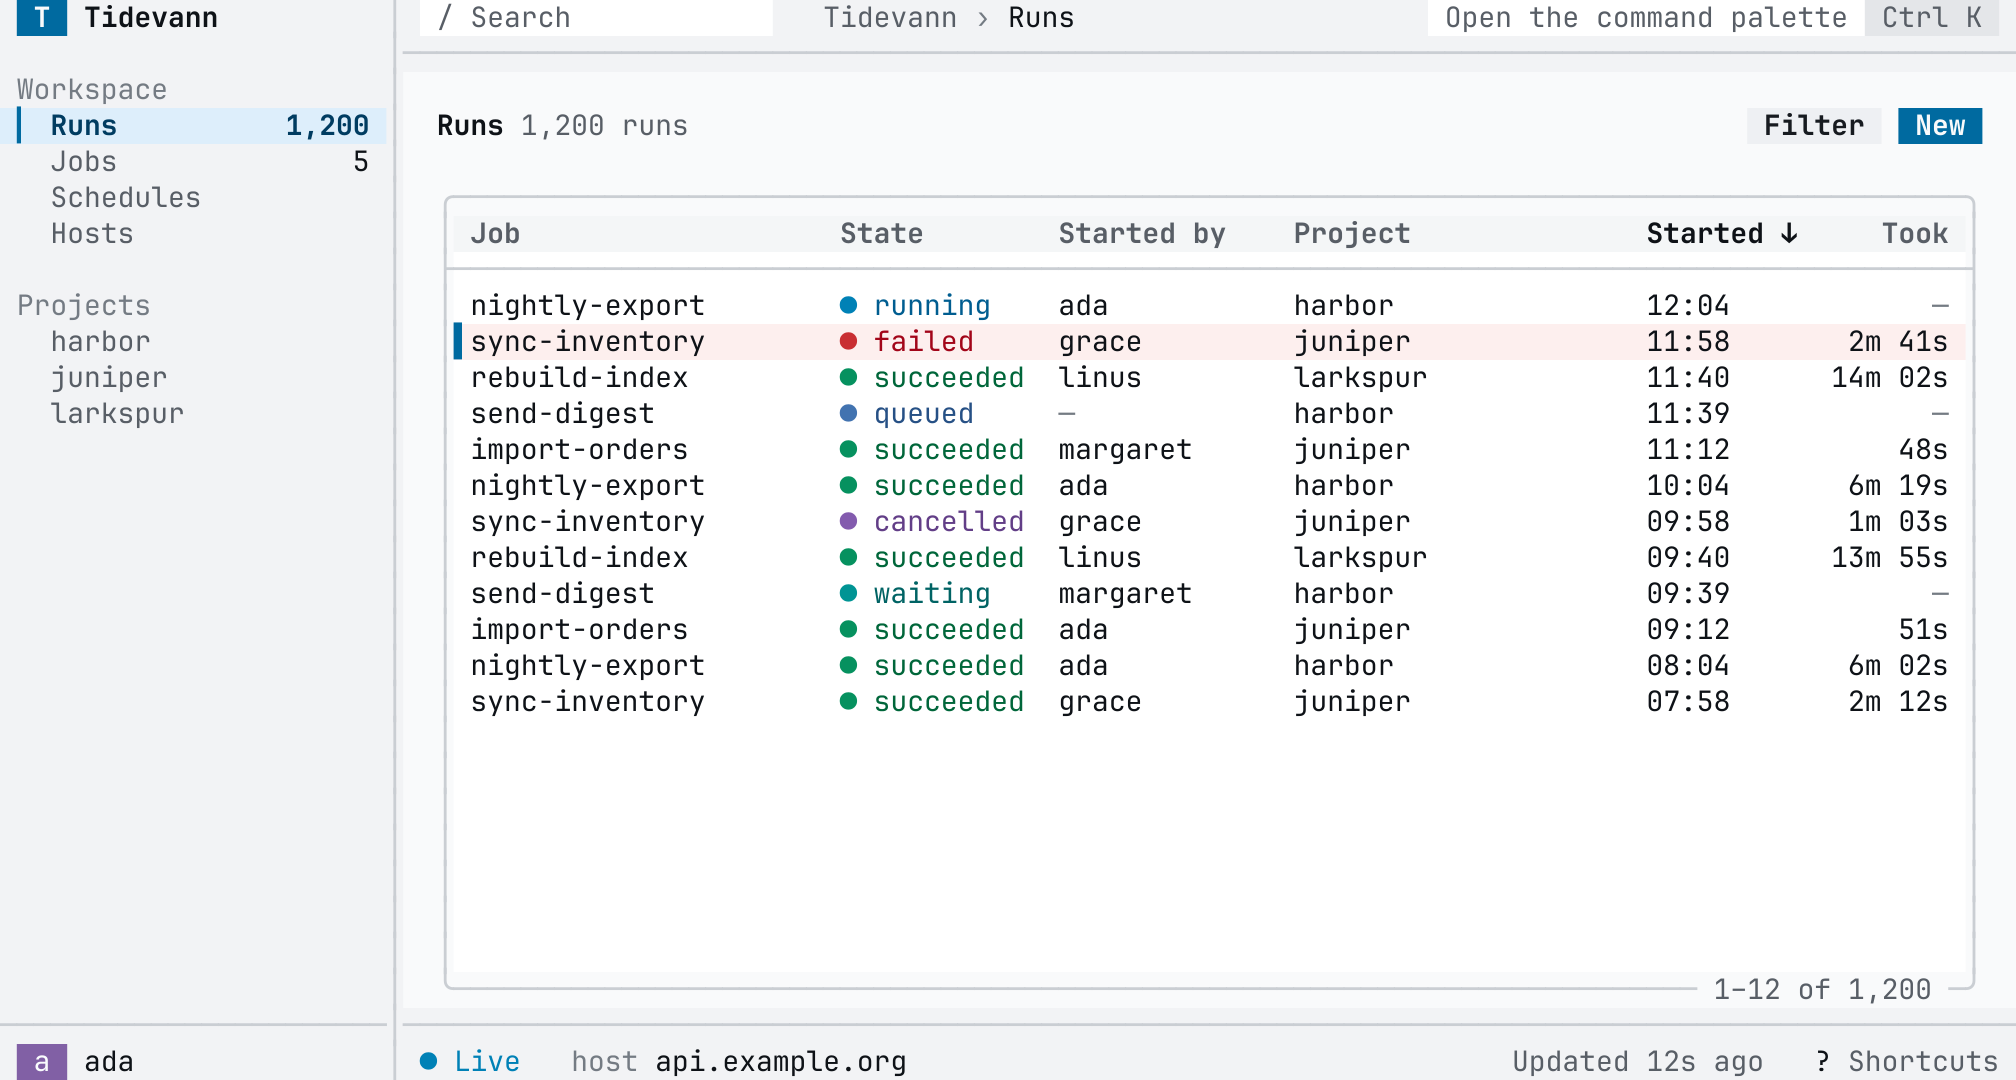 T Tidevann
/ Search
Tidevann › Runs
Open the command palette Ctrl K
Workspace
Runs 1,200
Jobs 5
Schedules
Hosts
Projects
harbor
juniper
larkspur
Runs 1,200 runs
Filter New
Job State Started by Project Started ↓ Took
nightly-export ● running ada harbor 12:04 —
sync-inventory ● failed grace juniper 11:58 2m 41s
rebuild-index ● succeeded linus larkspur 11:40 14m 02s
send-digest ● queued — harbor 11:39 —
import-orders ● succeeded margaret juniper 11:12 48s
nightly-export ● succeeded ada harbor 10:04 6m 19s
sync-inventory ● cancelled grace juniper 09:58 1m 03s
rebuild-index ● succeeded linus larkspur 09:40 13m 55s
send-digest ● waiting margaret harbor 09:39 —
import-orders ● succeeded ada juniper 09:12 51s
nightly-export ● succeeded ada harbor 08:04 6m 02s
sync-inventory ● succeeded grace juniper 07:58 2m 12s
1–12 of 1,200
a ada
● Live host api.example.org
Updated 12s ago ? Shortcuts